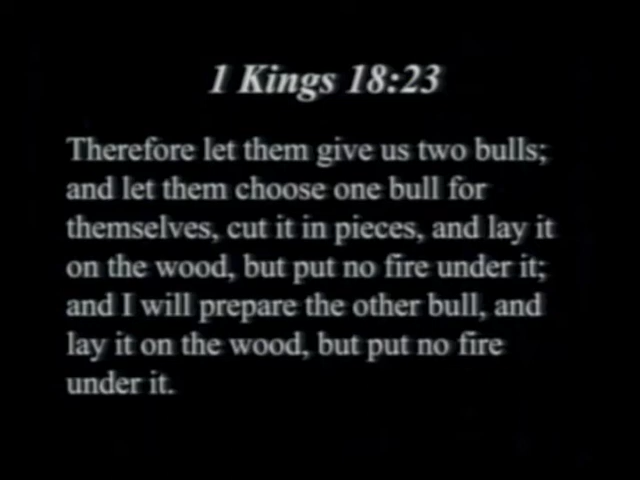 1 Kings 18:23
Therefore let them give us two bulls;
and let them choose one bull for
themselves, cut it in pieces, and lay it
on the wood, but put no fire under it;
and I will prepare the other bull, and
lay it on the wood, but put no fire
under it.